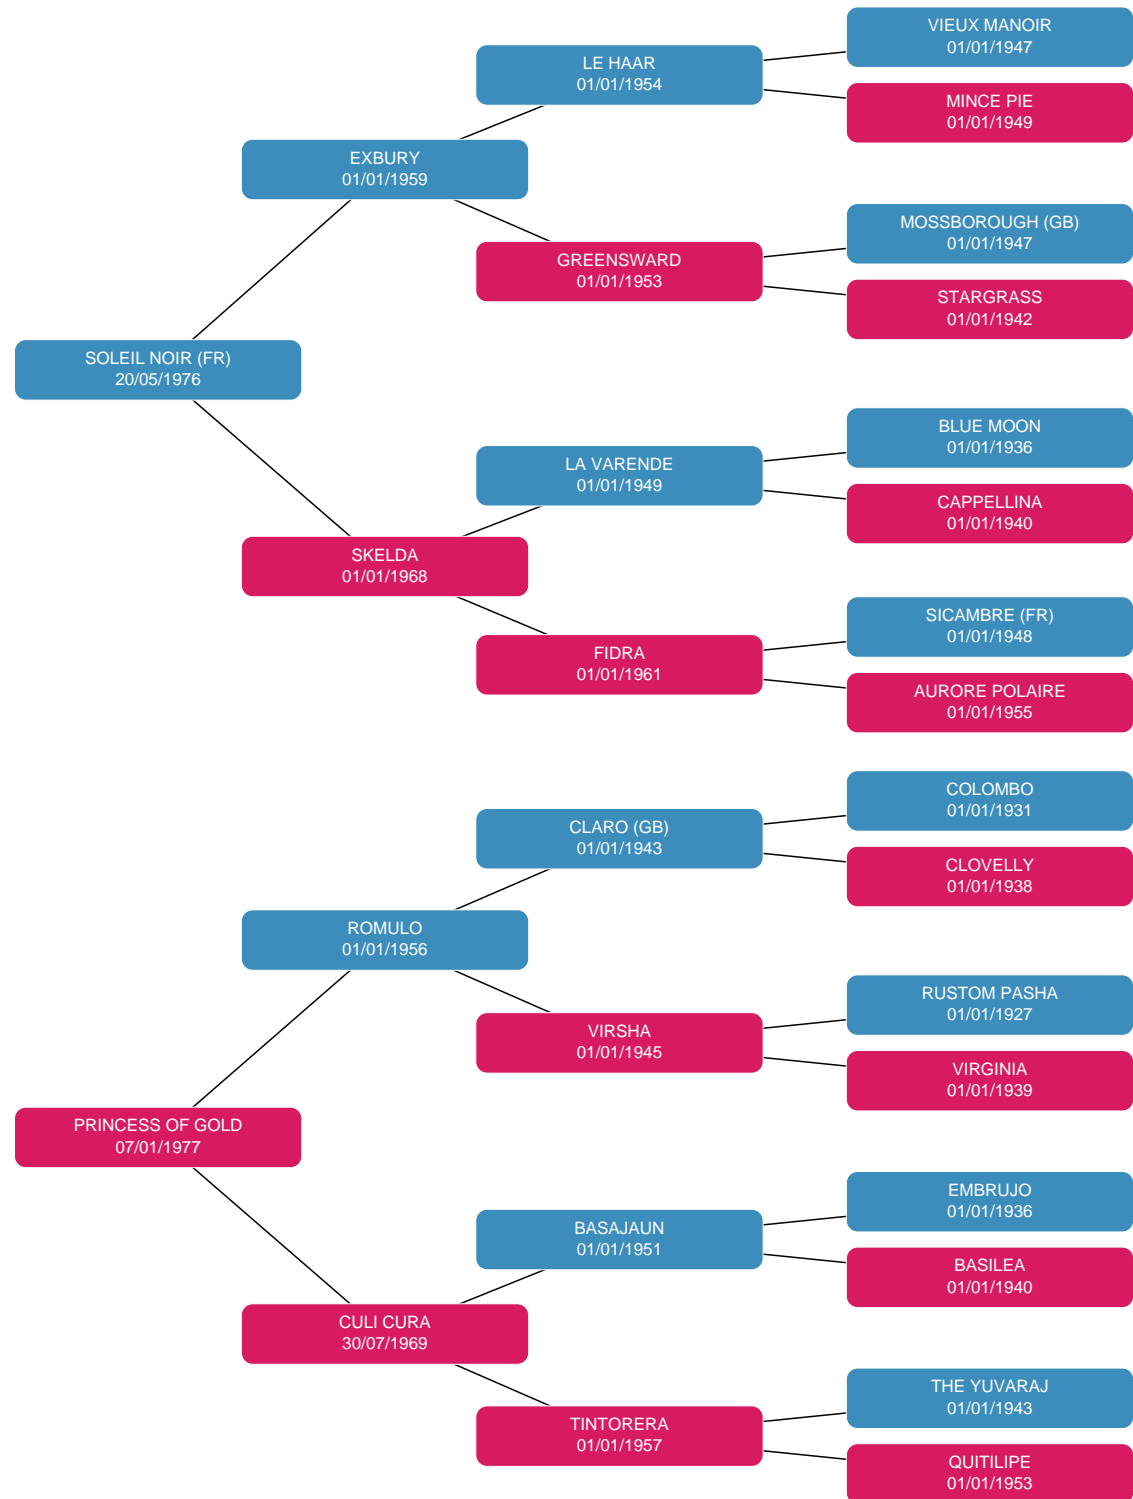 VIEUX MANOIR
01/01/1947
LE HAAR
01/01/1954
MINCE PIE
01/01/1949
EXBURY
01/01/1959
MOSSBOROUGH (GB)
01/01/1947
GREENSWARD
01/01/1953
STARGRASS
01/01/1942
SOLEIL NOIR (FR)
20/05/1976
BLUE MOON
01/01/1936
LA VARENDE
01/01/1949
CAPPELLINA
01/01/1940
SKELDA
01/01/1968
SICAMBRE (FR)
01/01/1948
FIDRA
01/01/1961
AURORE POLAIRE
01/01/1955
COLOMBO
01/01/1931
CLARO (GB)
01/01/1943
CLOVELLY
01/01/1938
ROMULO
01/01/1956
RUSTOM PASHA
01/01/1927
VIRSHA
01/01/1945
VIRGINIA
01/01/1939
PRINCESS OF GOLD
07/01/1977
EMBRUJO
01/01/1936
BASAJAUN
01/01/1951
BASILEA
01/01/1940
CULI CURA
30/07/1969
THE YUVARAJ
01/01/1943
TINTORERA
01/01/1957
QUITILIPE
01/01/1953